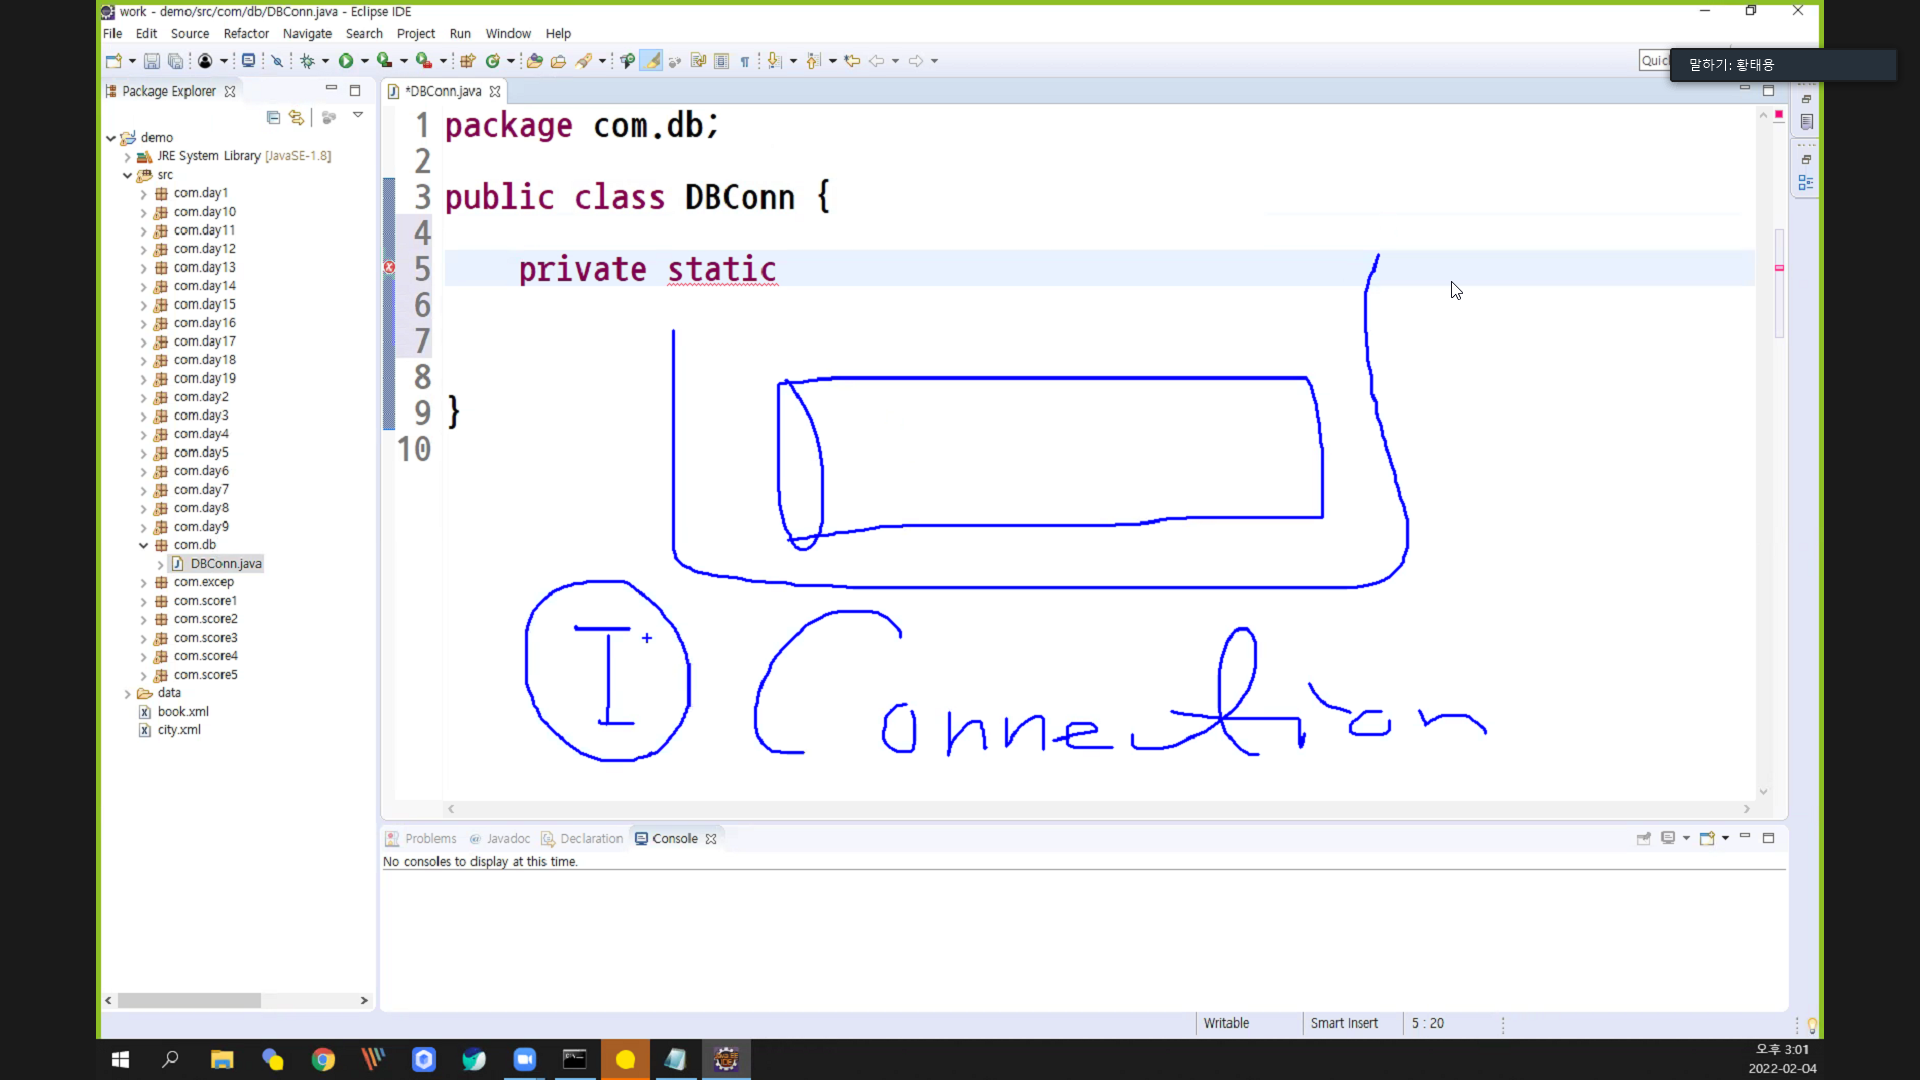 work - demo/src/com/db/DBConn.java - Eclipse IDE
File Edit Source Refactor Navigate Search Project Run Window Help
말하기: 황태용
Package Explorer
*DBConn.java
demo
JRE System Library [JavaSE-1.8]
src
com.day1
com.day10
com.day11
com.day12
com.day13
com.day14
com.day15
com.day16
com.day17
com.day18
com.day19
com.day2
com.day3
com.day4
com.day5
com.day6
com.day7
com.day8
com.day9
com.db
DBConn.java
com.excep
com.score1
com.score2
com.score3
com.score4
com.score5
data
book.xml
city.xml
1 package com.db;
2
3 public class DBConn {
4
5 private static
6
7
8
9 }
10
I Connection
Problems @ Javadoc Declaration Console
No consoles to display at this time.
Writable Smart Insert 5 : 20
오후 3:01
2022-02-04